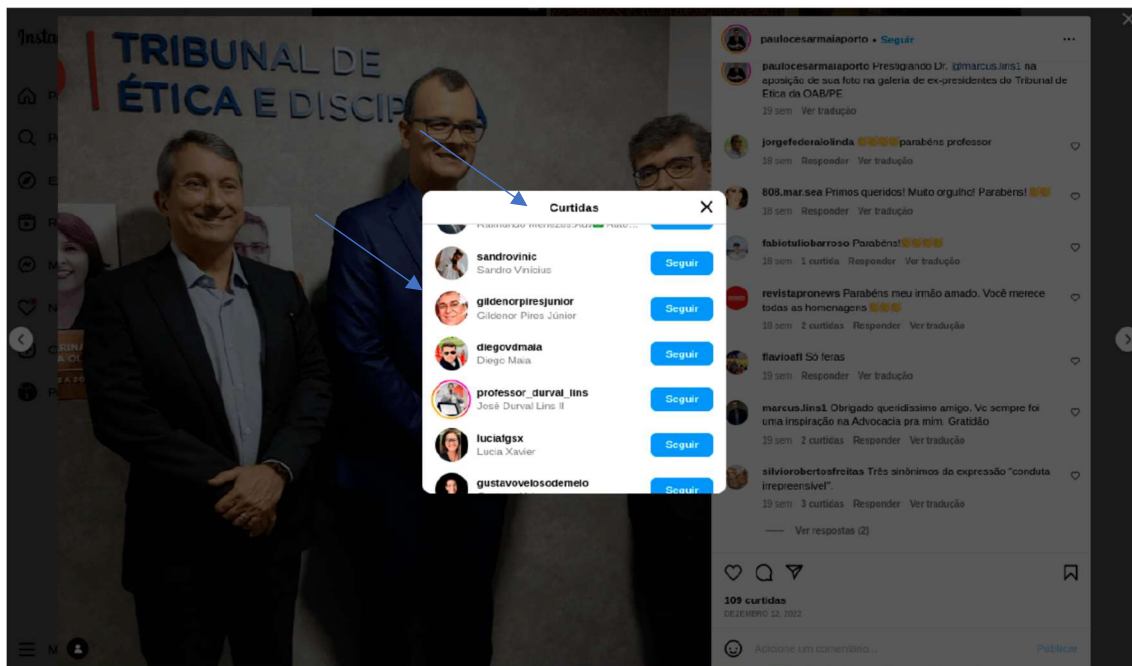 TRIBUNAL DE
ÉTICA E DISCIP
Insta
paulocesarmaiaporto • Seguir
paulocesarmaiaporto Prestigiando Dr. @marcus.lins1 na
aposição de sua foto na galeria de ex-presidentes do Tribunal de
Ética da OAB/PE
19 sem Ver tradução
jorgefederalolinda 👏👏👏👏parabéns professor
18 sem Responder Ver tradução
808.mar.sea Primos queridos! Muito orgulho! Parabéns! 👏👏
18 sem Responder Ver tradução
fabiotuliobarroso Parabéns!👏👏👏👏
18 sem 1 curtida Responder Ver tradução
revistapronews Parabéns meu irmão amado. Você merece
todas as homenagens 👏👏👏
18 sem 2 curtidas Responder Ver tradução
flavioafl Só feras
19 sem Responder Ver tradução
marcus.lins1 Obrigado queridissimo amigo. Vc sempre foi
uma inspiração na Advocacia pra mim. Gratidão
19 sem 2 curtidas Responder Ver tradução
silviorobertosfreitas Três sinônimos da expressão "conduta
irrepreensível".
19 sem 3 curtidas Responder Ver tradução
Ver respostas (2)
109 curtidas
DEZEMBRO 12, 2022
Adicione um comentário...
Publicar
Curtidas
Raimundo Menezes
sandrovinic
Sandro Vinícius
Seguir
gildenorpiresjunior
Gildenor Pires Júnior
Seguir
diegovdmaia
Diego Maia
Seguir
professor_durval_lins
José Durval Lins II
Seguir
luciafgsx
Lucia Xavier
Seguir
gustavovelosodemelo
Seguir